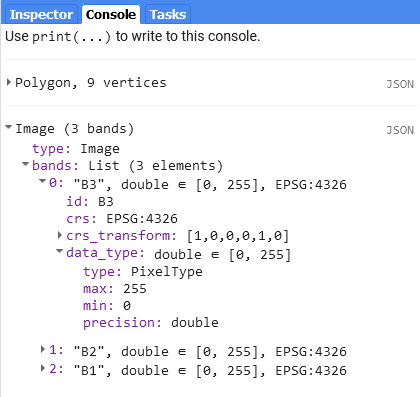 Inspector Console Tasks
Use print(...) to write to this console.
Polygon, 9 vertices JSON
Image (3 bands) JSON
type: Image
bands: List (3 elements)
0: "B3", double ∈ [0, 255], EPSG:4326
id: B3
crs: EPSG:4326
crs_transform: [1,0,0,0,1,0]
data_type: double ∈ [0, 255]
type: PixelType
max: 255
min: 0
precision: double
1: "B2", double ∈ [0, 255], EPSG:4326
2: "B1", double ∈ [0, 255], EPSG:4326